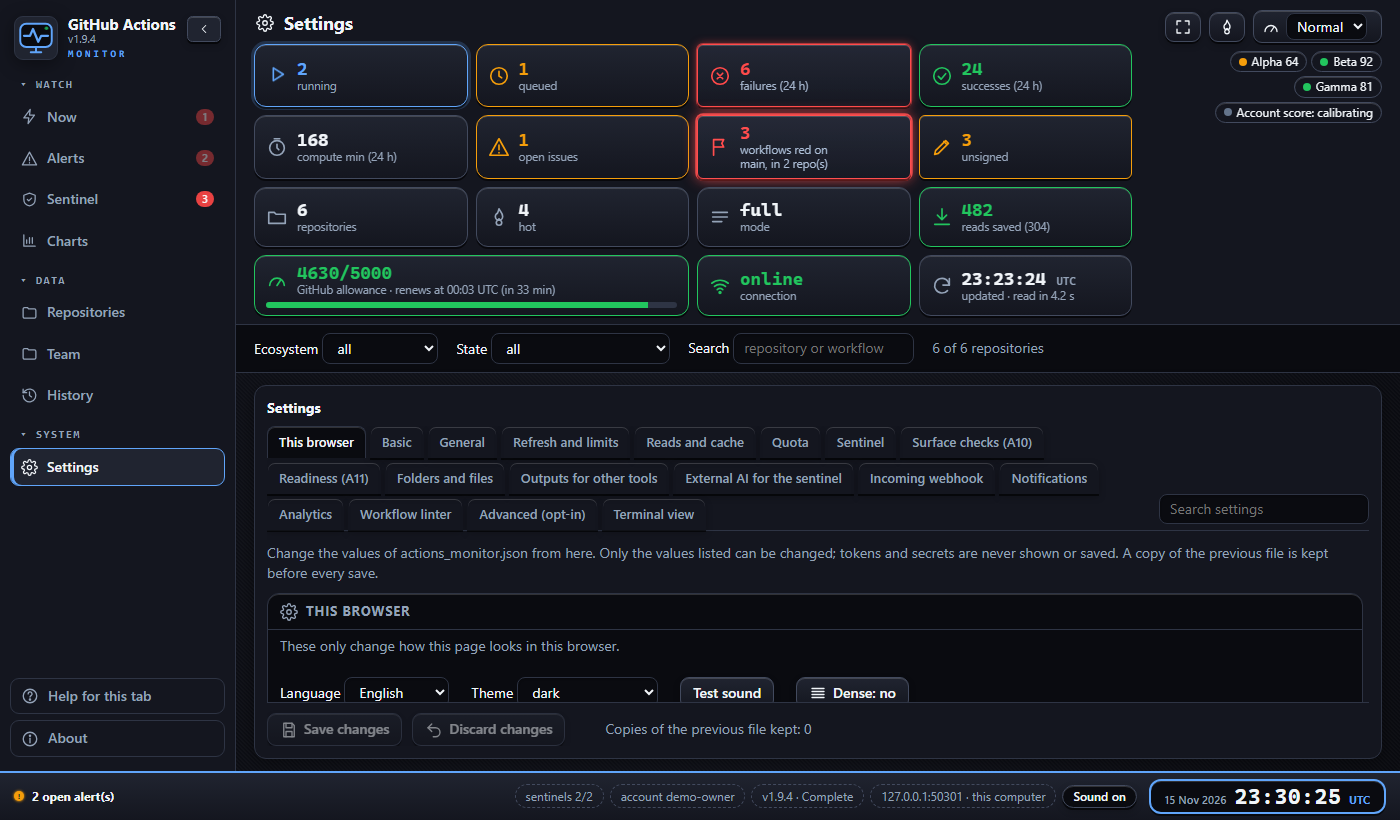 GitHub Actions
v1.9.4
MONITOR
WATCH
Now 1
Alerts 2
Sentinel 3
Charts
DATA
Repositories
Team
History
SYSTEM
Settings
Help for this tab
About
Settings
Normal
Alpha 64
Beta 92
Gamma 81
Account score: calibrating
2
running
1
queued
6
failures (24 h)
24
successes (24 h)
168
compute min (24 h)
1
open issues
3
workflows red on
main, in 2 repo(s)
3
unsigned
6
repositories
4
hot
full
mode
482
reads saved (304)
4630/5000
GitHub allowance · renews at 00:03 UTC (in 33 min)
online
connection
23:23:24 UTC
updated · read in 4.2 s
Ecosystem all State all Search repository or workflow 6 of 6 repositories
Settings
This browser Basic General Refresh and limits Reads and cache Quota Sentinel Surface checks (A10)
Readiness (A11) Folders and files Outputs for other tools External AI for the sentinel Incoming webhook Notifications
Analytics Workflow linter Advanced (opt-in) Terminal view Search settings
Change the values of actions_monitor.json from here. Only the values listed can be changed; tokens and secrets are never shown or saved. A copy of the previous file is kept
before every save.
THIS BROWSER
These only change how this page looks in this browser.
Language English Theme dark Test sound Dense: no
Save changes Discard changes Copies of the previous file kept: 0
2 open alert(s) sentinels 2/2 account demo-owner v1.9.4 · Complete 127.0.0.1:50301 · this computer Sound on 15 Nov 2026 23:30:25 UTC